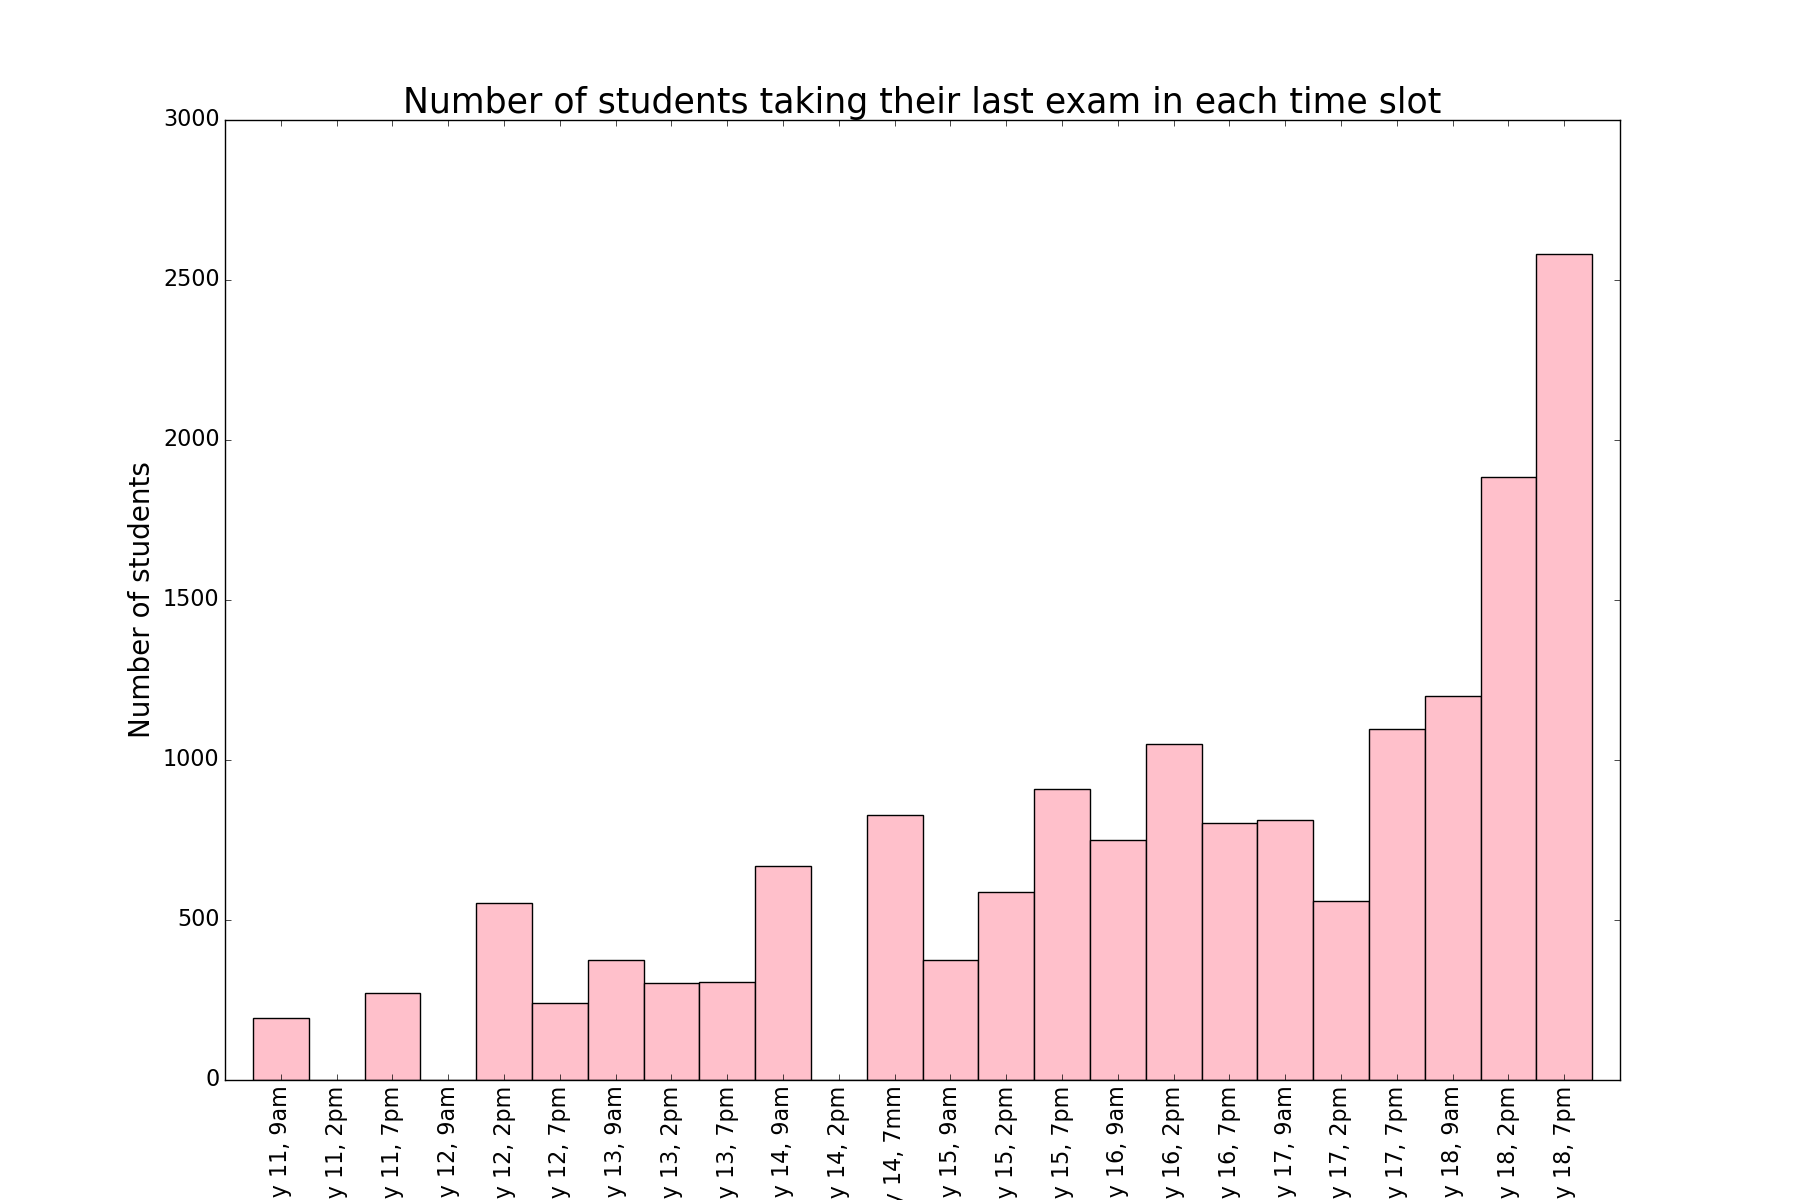 Number of students taking their last exam in each time slot
3000
2500
2000
1500
1000
500
0
Number of students
y 11, 9am
y 11, 2pm
y 11, 7pm
y 12, 9am
y 12, 2pm
y 12, 7pm
y 13, 9am
y 13, 2pm
y 13, 7pm
y 14, 9am
y 14, 2pm
y 14, 7mm
y 15, 9am
y 15, 2pm
y 15, 7pm
y 16, 9am
y 16, 2pm
y 16, 7pm
y 17, 9am
y 17, 2pm
y 17, 7pm
y 18, 9am
y 18, 2pm
y 18, 7pm